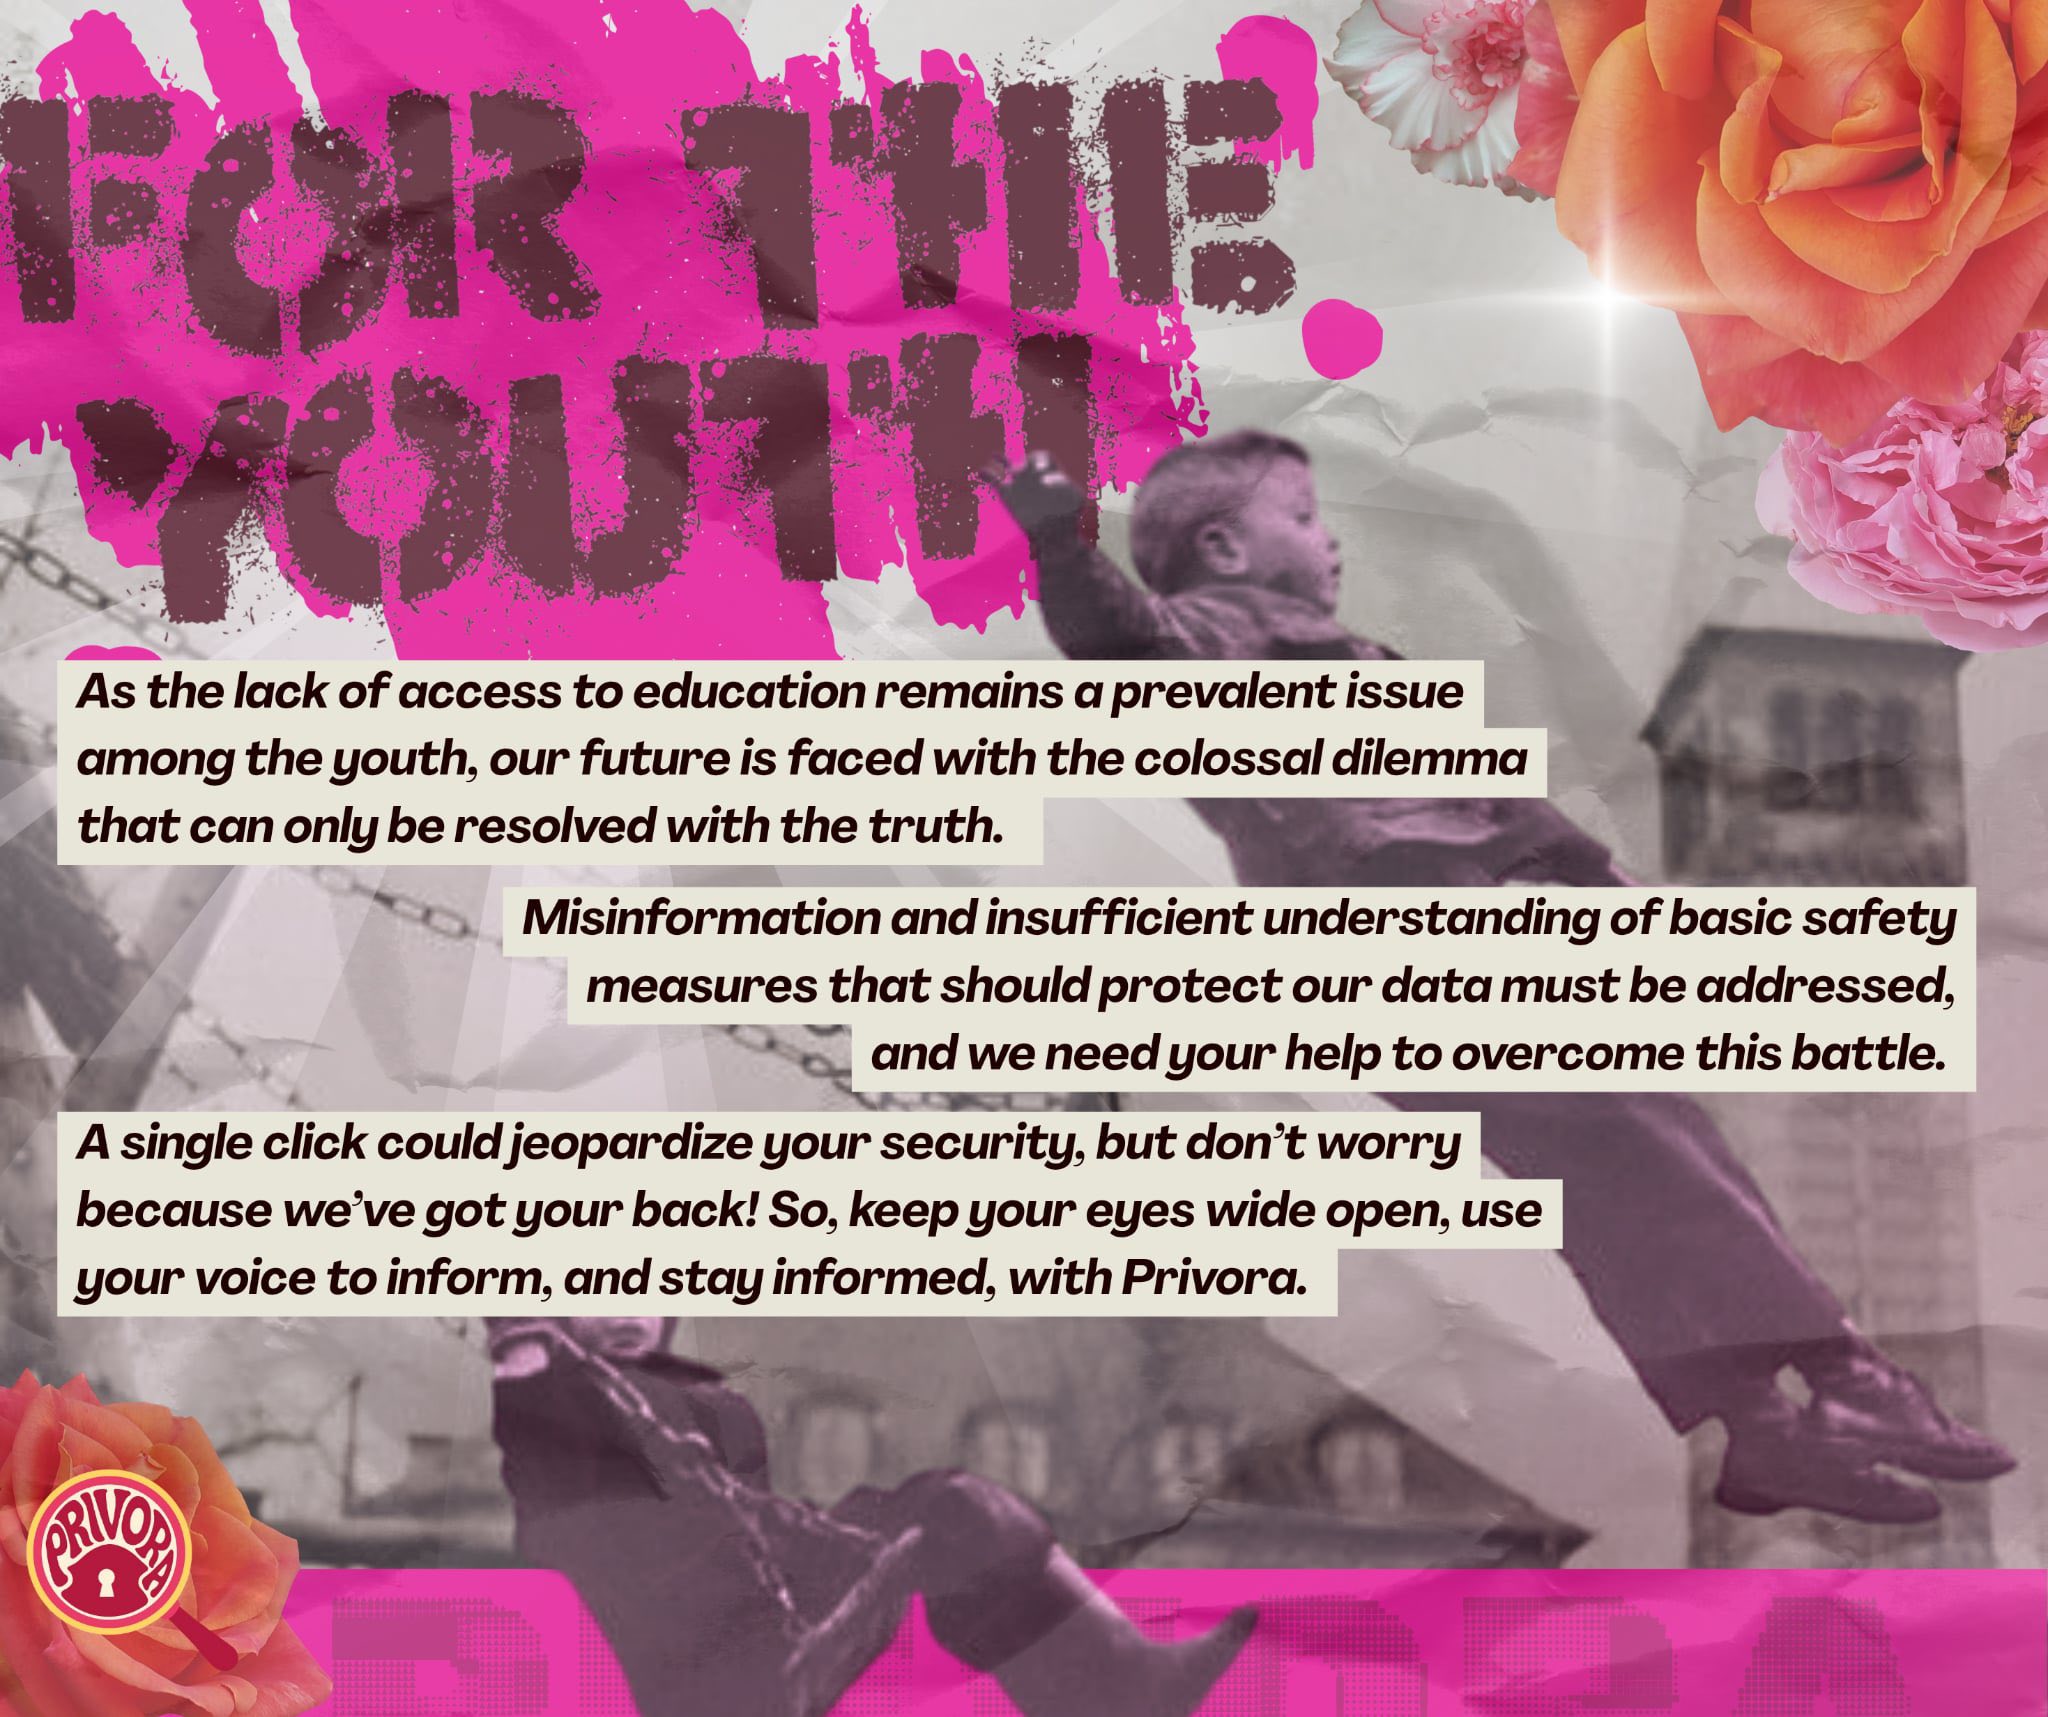 FOR THE
YOUTH
As the lack of access to education remains a prevalent issue
among the youth, our future is faced with the colossal dilemma
that can only be resolved with the truth.
Misinformation and insufficient understanding of basic safety
measures that should protect our data must be addressed,
and we need your help to overcome this battle.
A single click could jeopardize your security, but don’t worry
because we’ve got your back! So, keep your eyes wide open, use
your voice to inform, and stay informed, with Privora.
PRIVORA